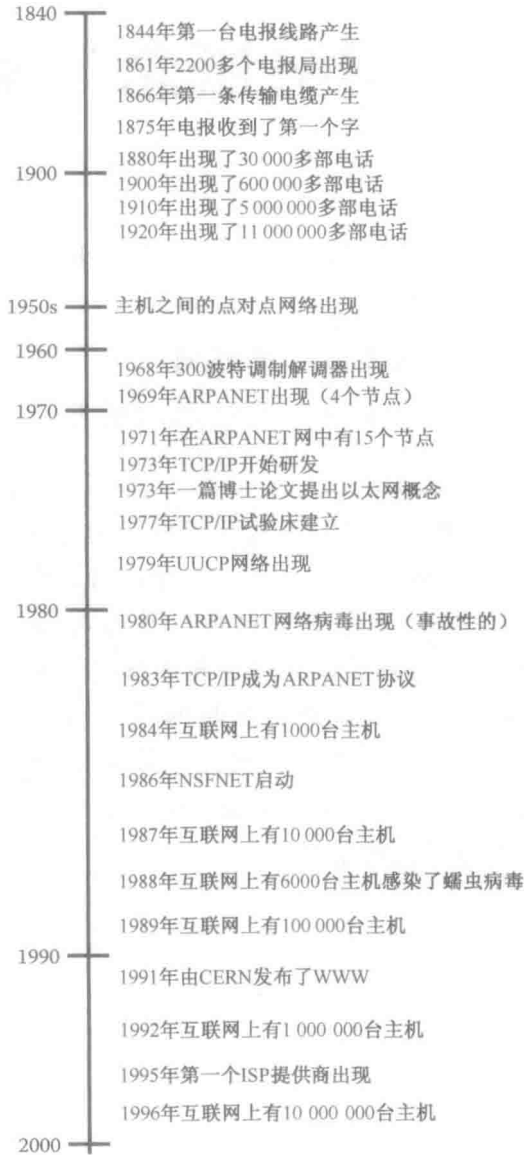 1840
1844年第一台电报线路产生
1861年2200多个电报局出现
1866年第一条传输电缆产生
1875年电报收到了第一个字
1880年出现了30 000多部电话
1900
1900年出现了600 000多部电话
1910年出现了5 000 000多部电话
1920年出现了11 000 000多部电话
1950s
主机之间的点对点网络出现
1960
1968年300波特调制解调器出现
1969年ARPANET出现（4个节点）
1970
1971年在ARPANET网中有15个节点
1973年TCP/IP开始研发
1973年一篇博士论文提出以太网概念
1977年TCP/IP试验床建立
1979年UUCP网络出现
1980
1980年ARPANET网络病毒出现（事故性的）
1983年TCP/IP成为ARPANET协议
1984年互联网上有1000台主机
1986年NSFNET启动
1987年互联网上有10 000台主机
1988年互联网上有6000台主机感染了蠕虫病毒
1989年互联网上有100 000台主机
1990
1991年由CERN发布了WWW
1992年互联网上有1 000 000台主机
1995年第一个ISP提供商出现
1996年互联网上有10 000 000台主机
2000